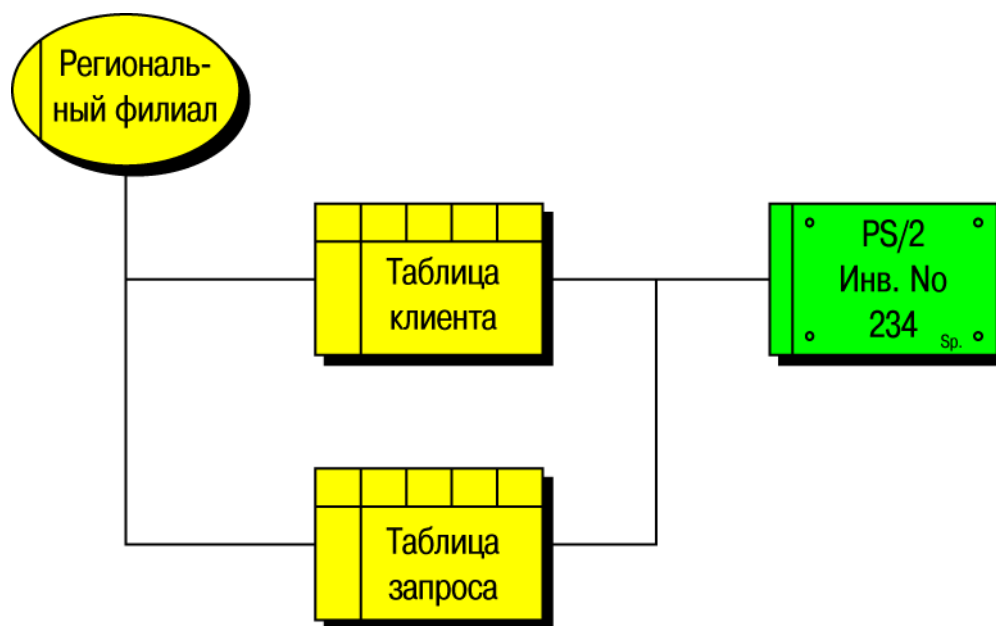 Региональ-
ный филиал
Таблица
клиента
PS/2
Инв. No
234
Sp.
Таблица
запроса